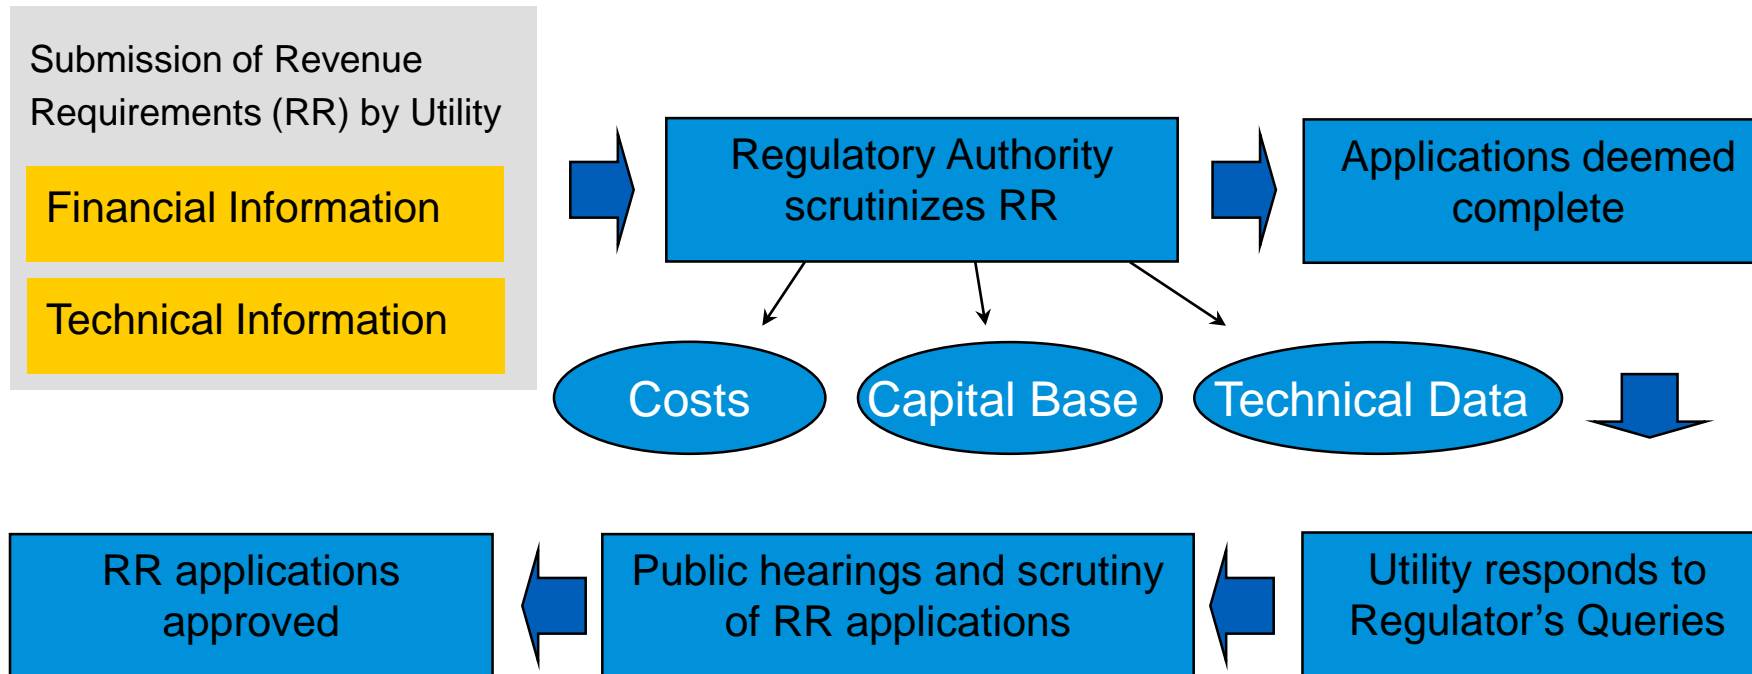 Submission of Revenue
Requirements (RR) by Utility
Financial Information
Technical Information
Regulatory Authority
scrutinizes RR
Applications deemed
complete
Costs
Capital Base
Technical Data
RR applications
approved
Public hearings and scrutiny
of RR applications
Utility responds to
Regulator’s Queries